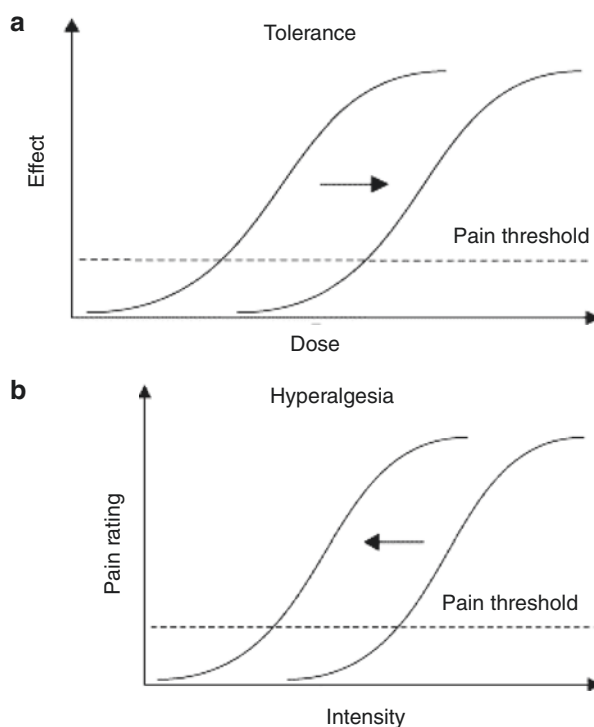 a
Tolerance
Effect
Pain threshold
Dose
b
Hyperalgesia
Pain rating
Pain threshold
Intensity